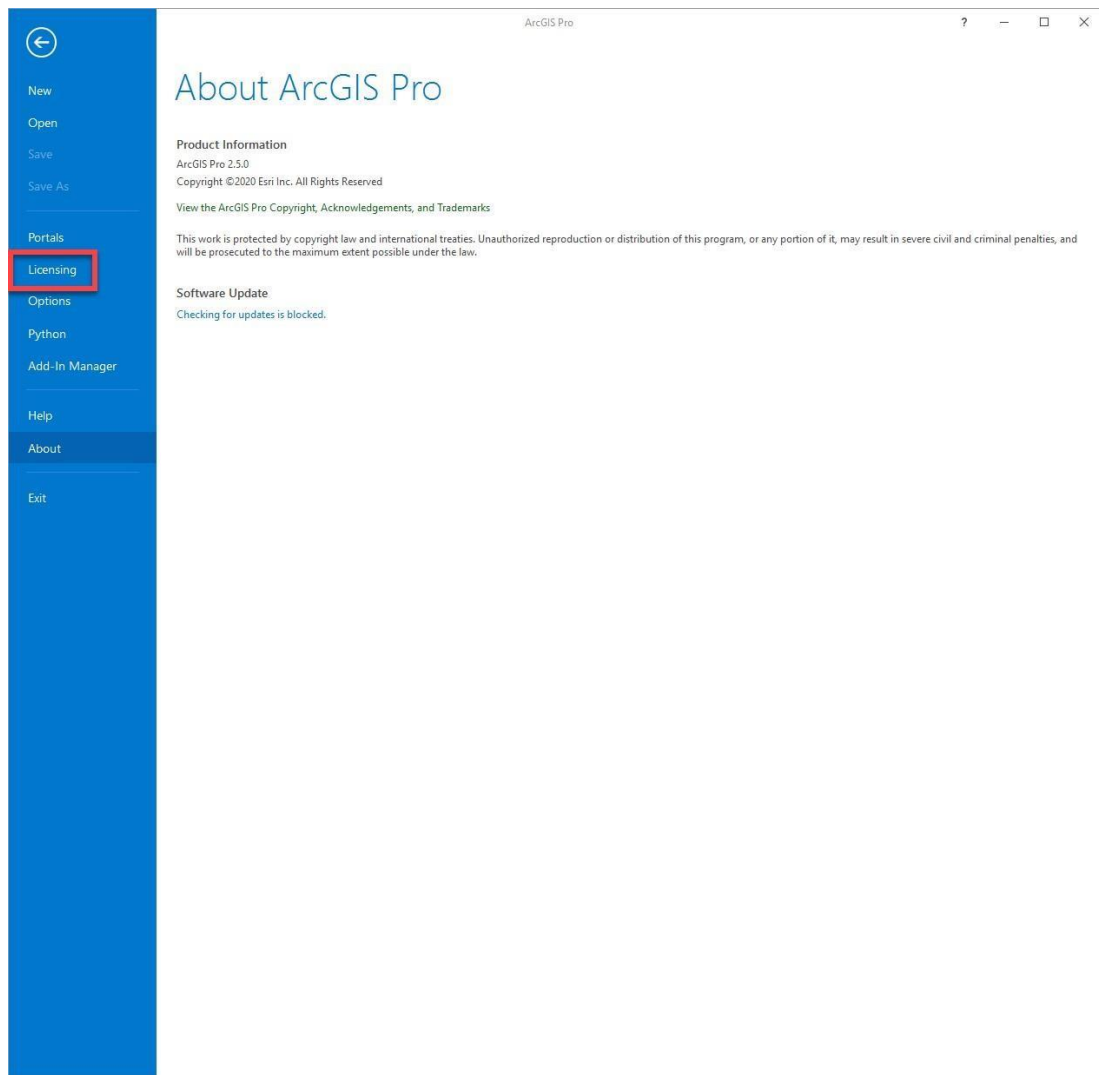 ArcGIS Pro
?
New
Open
Save
Save As
Portals
Licensing
Options
Python
Add-In Manager
Help
About
Exit
About ArcGIS Pro
Product Information
ArcGIS Pro 2.5.0
Copyright ©2020 Esri Inc. All Rights Reserved
View the ArcGIS Pro Copyright, Acknowledgements, and Trademarks
This work is protected by copyright law and international treaties. Unauthorized reproduction or distribution of this program, or any portion of it, may result in severe civil and criminal penalties, and
will be prosecuted to the maximum extent possible under the law.
Software Update
Checking for updates is blocked.